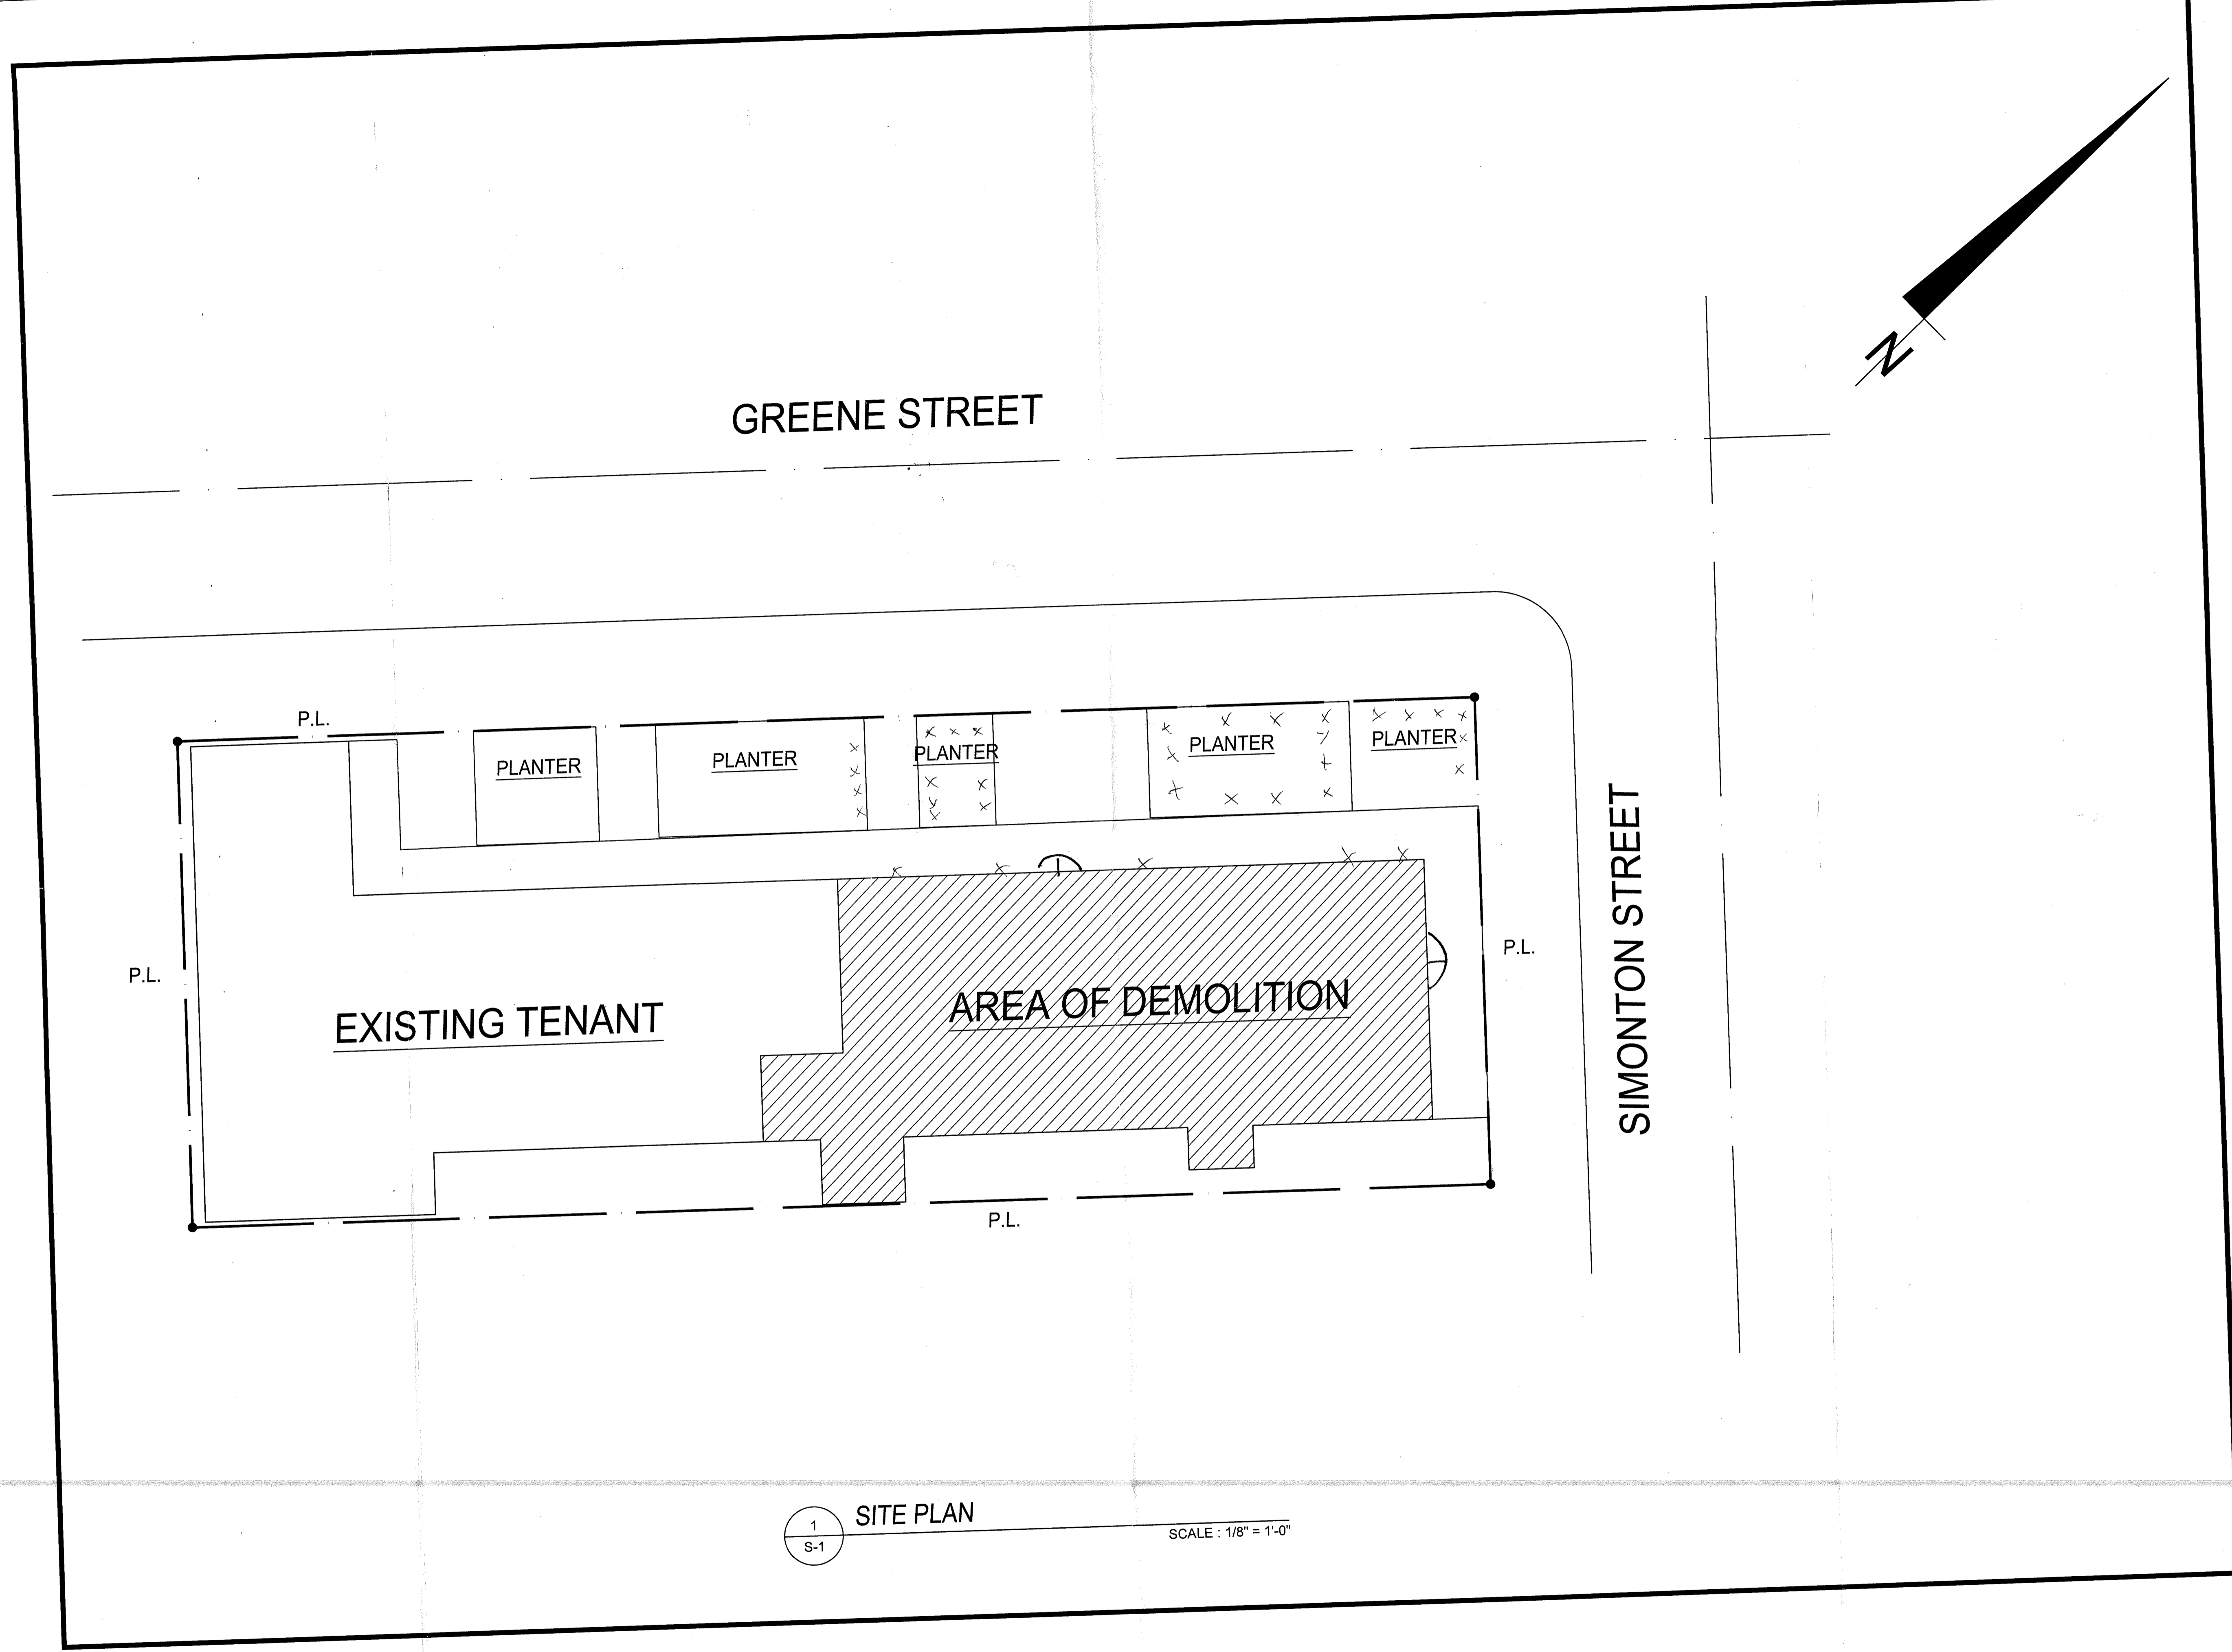 N
GREENE STREET
P.L.
PLANTER
PLANTER
PLANTER
PLANTER
PLANTER
SIMONTON STREET
P.L.
P.L.
EXISTING TENANT
AREA OF DEMOLITION
P.L.
1
S-1
SITE PLAN
SCALE : 1/8" = 1'-0"